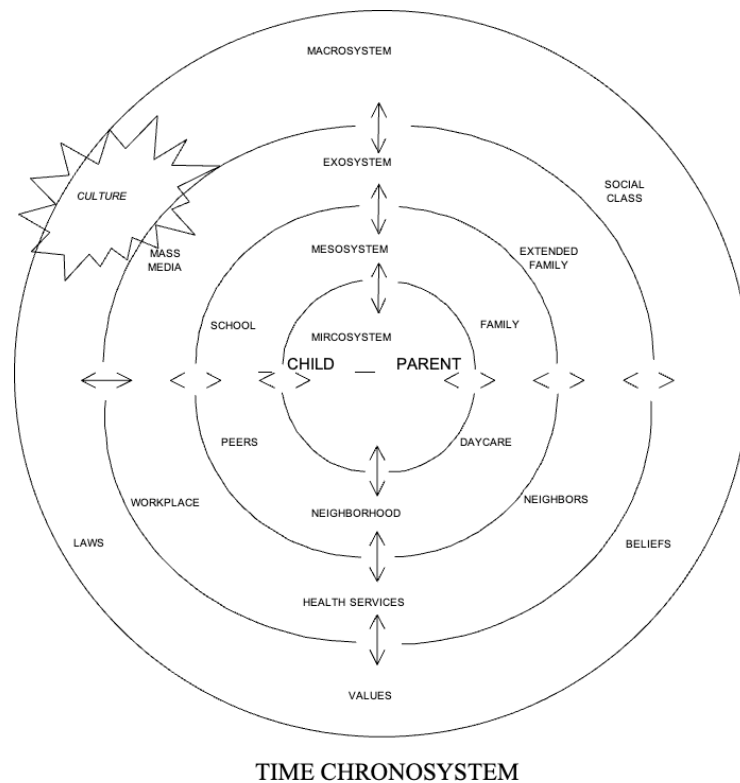 MACROSYSTEM
EXOSYSTEM
SOCIAL
CLASS
CULTURE
MESOSYSTEM
MASS
MEDIA
EXTENDED
FAMILY
SCHOOL
FAMILY
MIRCOSYSTEM
CHILD — PARENT
PEERS
DAYCARE
WORKPLACE
NEIGHBORHOOD
NEIGHBORS
LAWS
BELIEFS
HEALTH SERVICES
VALUES
TIME CHRONOSYSTEM